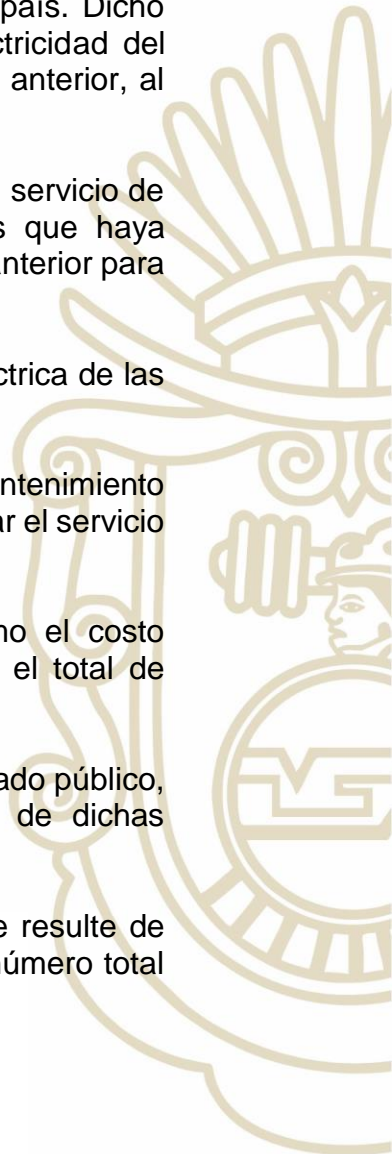 país. Dicho
ctricidad del
anterior, al
servicio de
s que haya
anterior para
ctrica de las
ntenimiento
ar el servicio
no el costo
el total de
ado público,
de dichas
e resulte de
número total